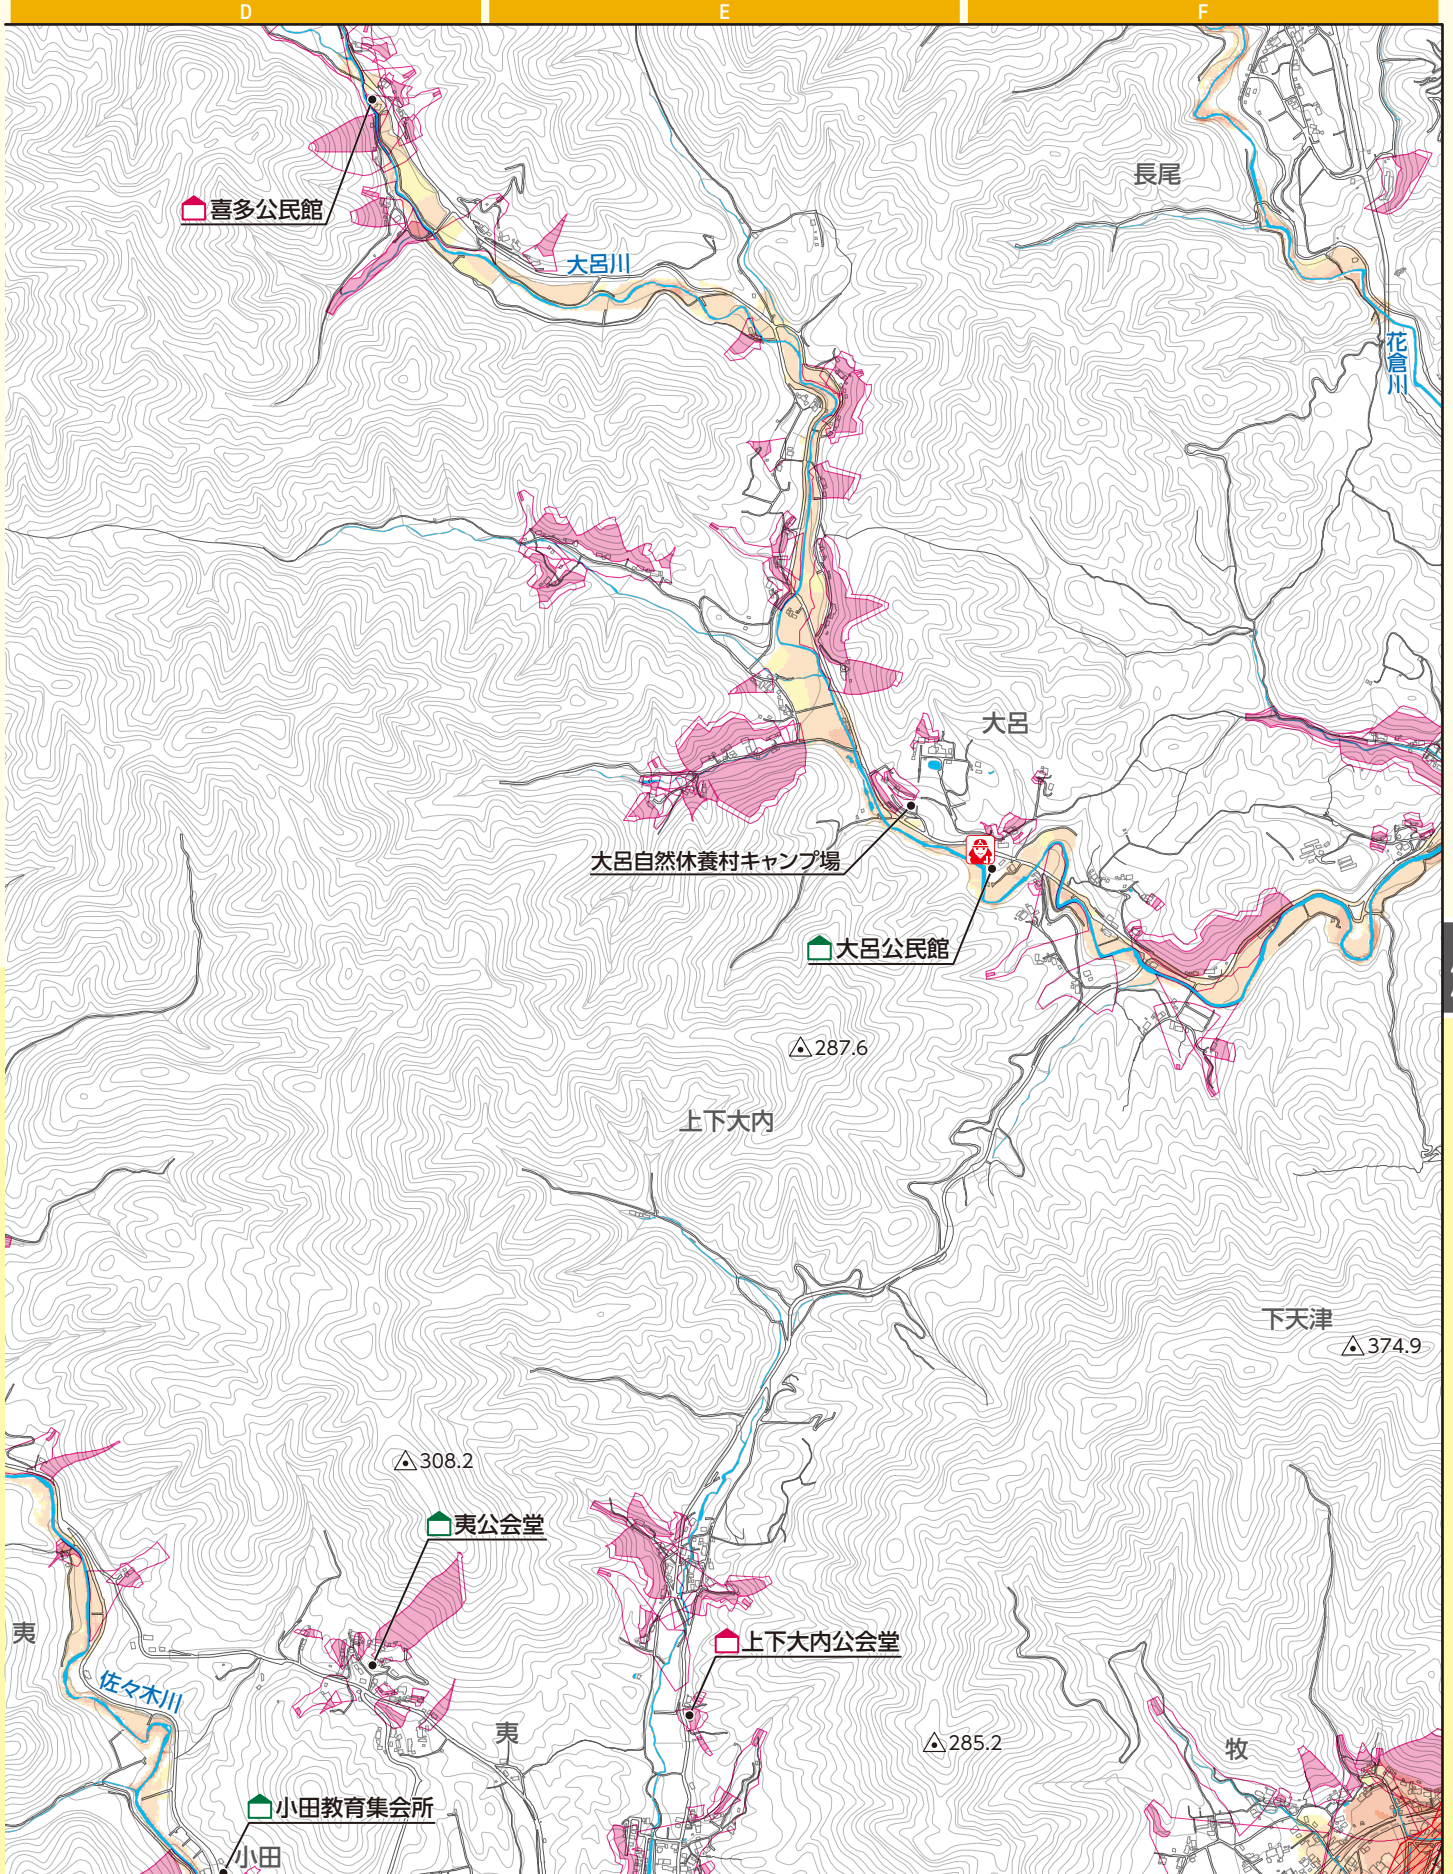 D
E
F
長尾
喜多公民館
大呂川
花倉川
大呂
大呂自然休養村キャンプ場
大呂公民館
287.6
上下大内
下天津
374.9
308.2
夷公会堂
夷
上下大内公会堂
佐々木川
夷
285.2
牧
小田教育集会所
小田